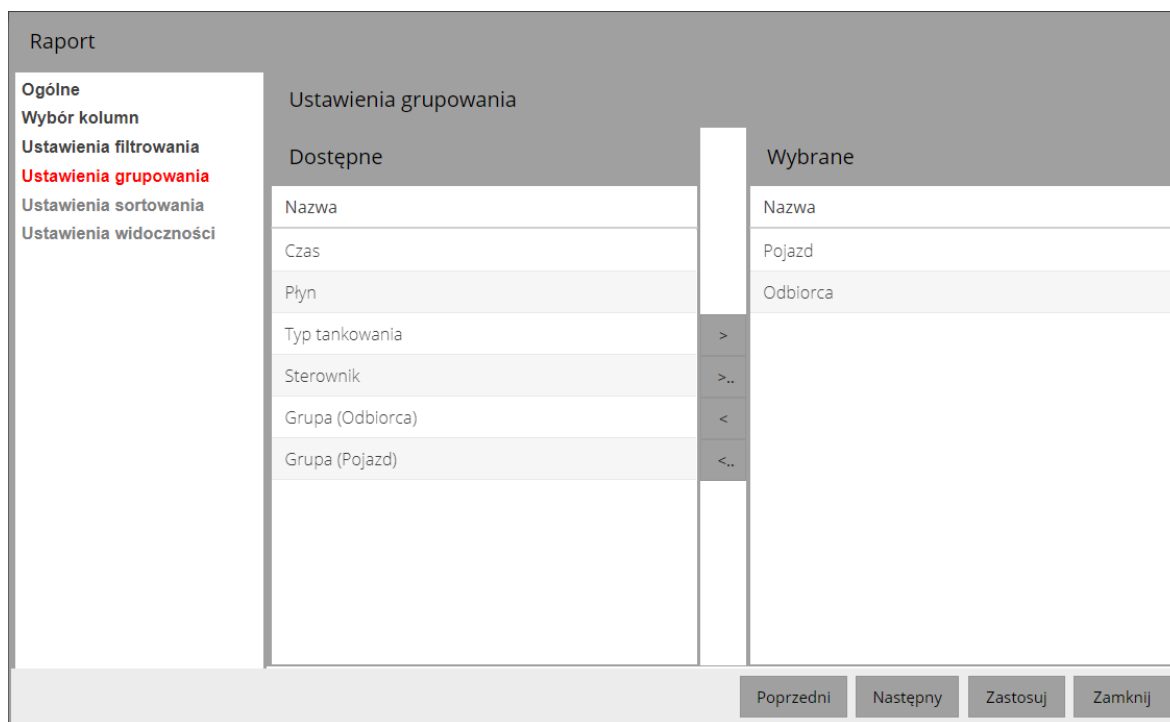 Raport
Ogólne
Wybór kolumn
Ustawienia filtrowania
Ustawienia grupowania
Ustawienia sortowania
Ustawienia widoczności
Ustawienia grupowania
Dostępne
Nazwa
Czas
Płyn
Typ tankowania
Sterownik
Grupa (Odbiorca)
Grupa (Pojazd)
>
>..
<
<..
Wybrane
Nazwa
Pojazd
Odbiorca
Poprzedni Następny Zastosuj Zamknij